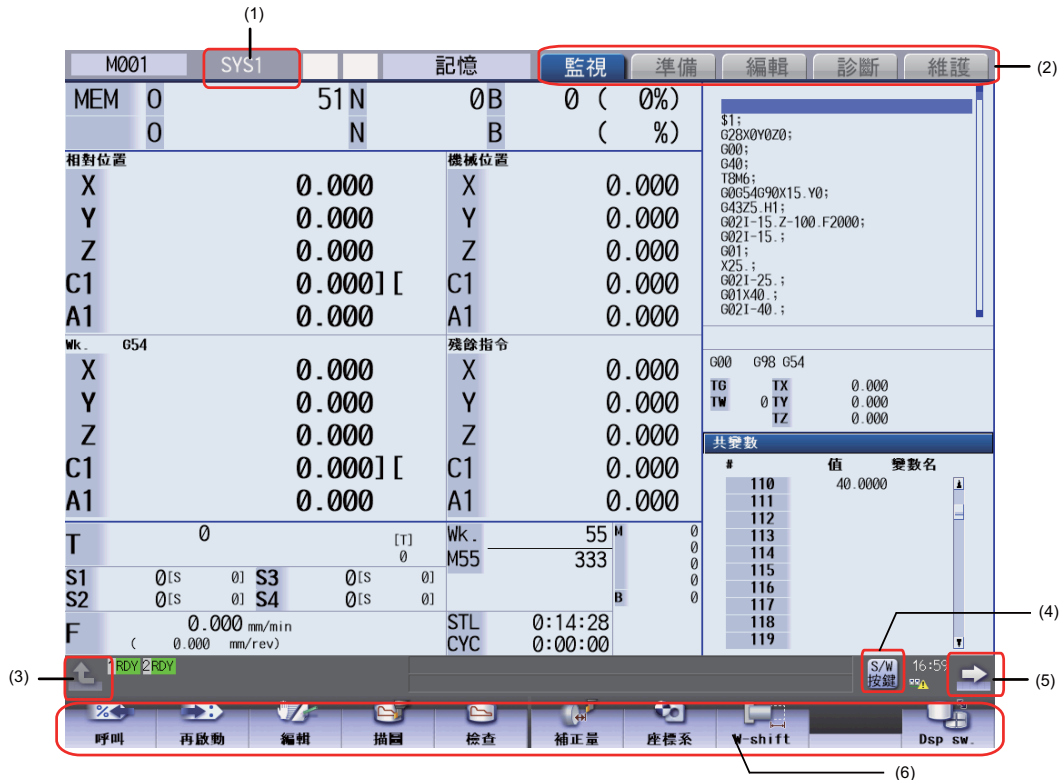 (1)
M001 SYS1 記憶 監視 準備 編輯 診斷 維護 (2)
MEM O 51 N 0 B 0 ( 0%)
O N B ( %)
相對位置 機械位置
X 0.000 X 0.000
Y 0.000 Y 0.000
Z 0.000 Z 0.000
C1 0.000][ C1 0.000
A1 0.000 A1 0.000
$1;
G28X0Y0Z0;
G00;
G40;
T8M6;
G0G54G90X15.Y0;
G43Z5.H1;
G02I-15.Z-100.F2000;
G02I-15.;
G01;
X25.;
G02I-25.;
G01X40.;
G02I-40.;
Wk. G54 殘餘指令
X 0.000 X 0.000
Y 0.000 Y 0.000
Z 0.000 Z 0.000
C1 0.000][ C1 0.000
A1 0.000 A1 0.000
G00 G98 G54
TG TX 0.000
TW 0 TY 0.000
TZ 0.000
共變數
# 值 變數名
110 40.0000
111
112
113
114
115
116
117
118
119
T 0 [T] 0
S1 0[S 0] S3 0[S 0]
S2 0[S 0] S4 0[S 0]
F 0.000 mm/min
( 0.000 mm/rev)
Wk. 55
M55 333
M 0
0
0
0
B 0
STL 0:14:28
CYC 0:00:00
(4)
(3) 1RDY 2RDY S/W 16:59 (5)
按鍵
呼叫 再啟動 編輯 描圖 檢查 補正量 座標系 W-shift Dsp sw.
(6)